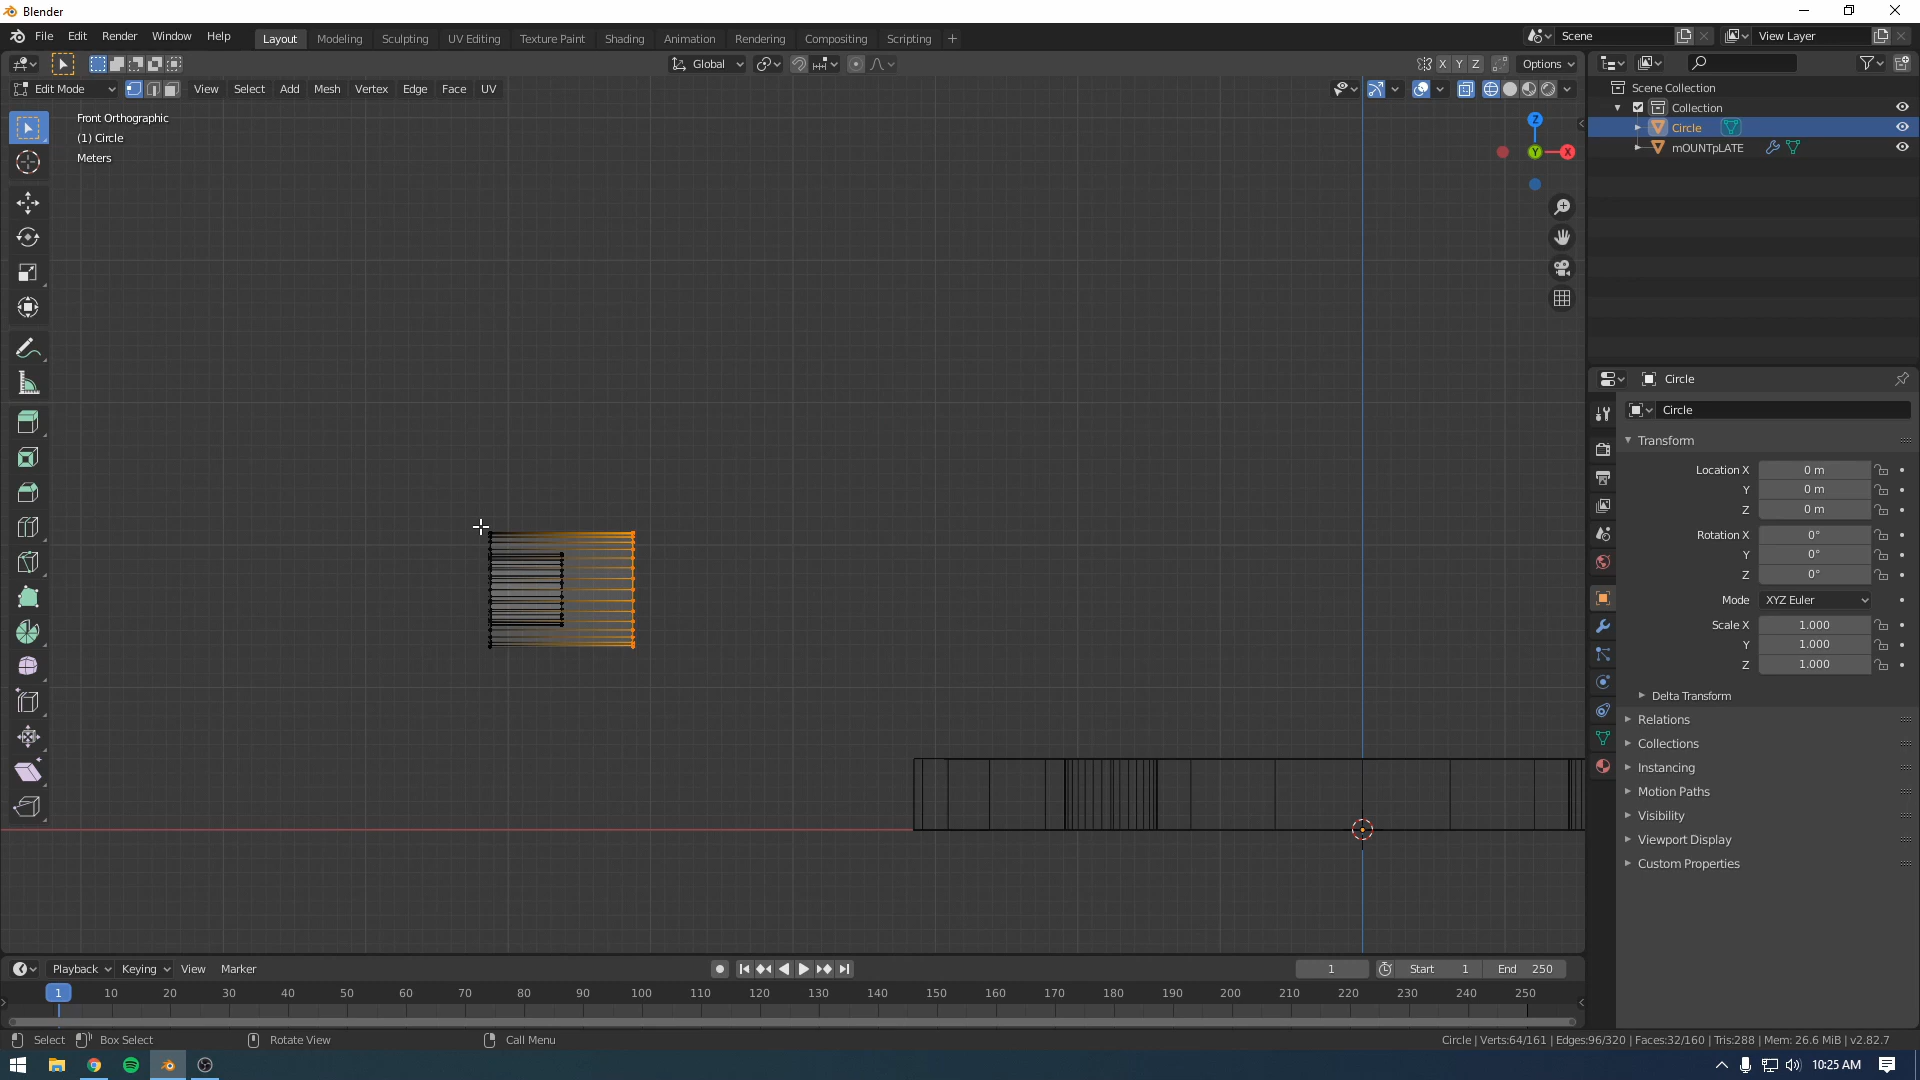 Blender
File Edit Render Window Help Layout Modeling Sculpting UV Editing Texture Paint Shading Animation Rendering Compositing Scripting + Scene View Layer
Global X Y Z Options
Edit Mode View Select Add Mesh Vertex Edge Face UV
Front Orthographic
(1) Circle
Meters
Z
Y X
Scene Collection
Collection
Circle
mOUNTpLATE
Circle
Circle
Transform
Location X 0 m
Y 0 m
Z 0 m
Rotation X 0°
Y 0°
Z 0°
Mode XYZ Euler
Scale X 1.000
Y 1.000
Z 1.000
Delta Transform
Relations
Collections
Instancing
Motion Paths
Visibility
Viewport Display
Custom Properties
Playback Keying View Marker 1 Start 1 End 250
1 10 20 30 40 50 60 70 80 90 100 110 120 130 140 150 160 170 180 190 200 210 220 230 240 250
Select Box Select Rotate View Call Menu Circle | Verts:64/161 | Edges:96/320 | Faces:32/160 | Tris:288 | Mem: 26.6 MiB | v2.82.7
10:25 AM